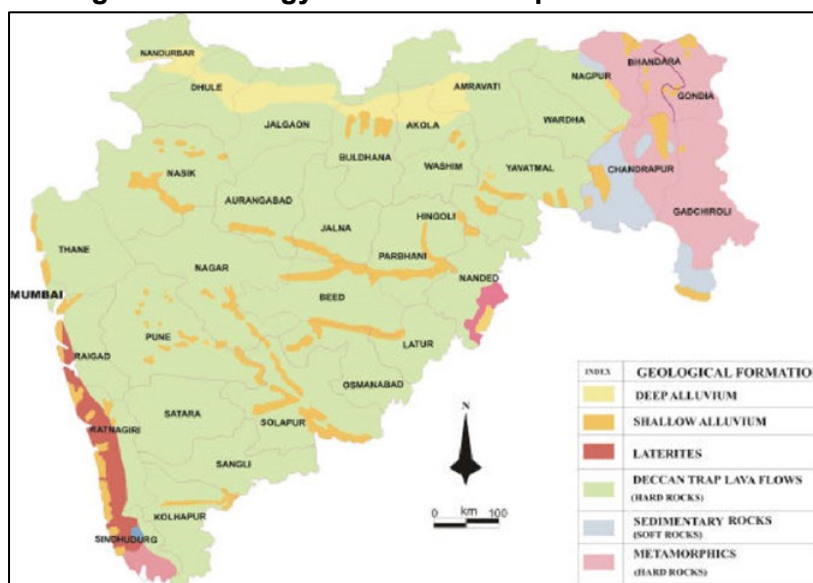 NANDURBAR
DHULE
JALGAON
AMRAVATI
AKOLA
BULDHANA
WASHIM
NAGPUR
WARDHA
YAVATMAL
BHANDARA
GONDIA
CHANDRAPUR
GADCHIROLI
NASIK
AURANGABAD
JALNA
HINGOLI
PARBHANI
NANDED
THANE
NAGAR
BEED
MUMBAI
PUNE
RAIGAD
LATUR
OSMANABAD
SATARA
SOLAPUR
RATNAGIRI
SANGLI
KOLHAPUR
SINDHUDURG
N
km
0 100
INDEX GEOLOGICAL FORMATIO
DEEP ALLUVIUM
SHALLOW ALLUVIUM
LATERITES
DECCAN TRAP LAVA FLOWS
(HARD ROCKS)
SEDIMENTARY ROCKS
(SOFT ROCKS)
METAMORPHICS
(HARD ROCKS)